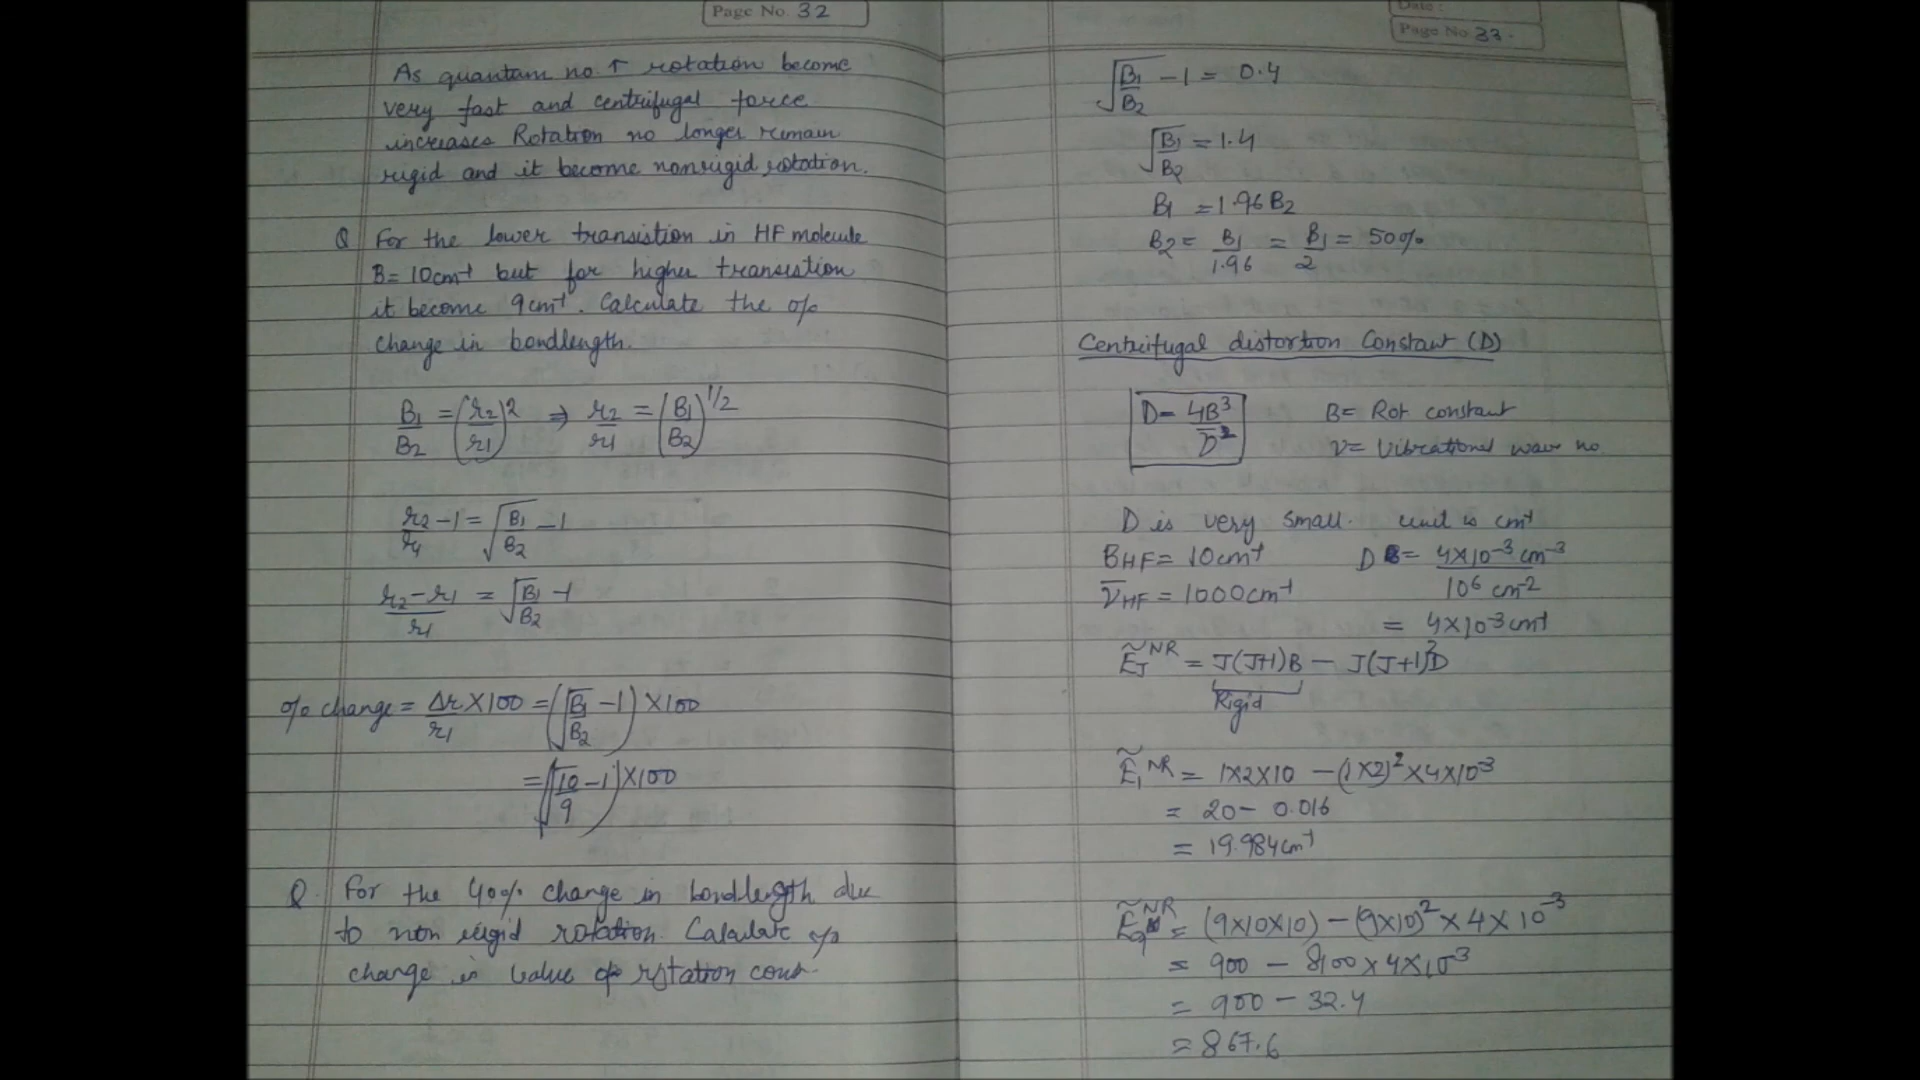 Page No. 32
As quantam no. ↑ rotation become
very fast and centrifugal force
increases Rotation no longer remain
rigid and it become nonrigid rotation.
Q For the lower transistion in HF molecule
B = 10cm⁻¹ but for higher transistion
it become 9cm⁻¹. Calculate the %
change in bondlength.
B₁/B₂ = (r₂/r₁)² ⇒ r₂/r₁ = (B₁/B₂)^1/2
r₂/r₁ - 1 = √(B₁/B₂) - 1
(r₂ - r₁)/r₁ = √(B₁/B₂) - 1
% change = Δr/r₁ × 100 = (√(B₁/B₂) - 1) × 100
= (√(10/9) - 1) × 100
Q. For the 40% change in bondlength due
to non rigid rotation. Calculate %
change in value of rotation const.
Date :
Page No. 33.
√(B₁/B₂) - 1 = 0.4
√(B₁/B₂) = 1.4
B₁ = 1.96 B₂
B₂ = B₁/1.96 = B₁/2 = 50%
Centrifugal distortion Constant (D)
D = 4B³/ν̄² B = Rot constant
ν = Vibrational wave no.
D is very small. unit is cm⁻¹
B_HF = 10cm⁻¹ D = 4×10⁻³ cm⁻³/10⁶ cm⁻²
ν̄_HF = 1000cm⁻¹
= 4×10⁻³cm⁻¹
Ẽ_J^NR = J(J+1)B - J(J+1)²D
Rigid
Ẽ₁^NR = 1×2×10 - (1×2)² × 4×10⁻³
= 20 - 0.016
= 19.984cm⁻¹
Ẽ₉^NR = (9×10×10) - (9×10)² × 4 × 10⁻³
= 900 - 8100 × 4×10⁻³
= 900 - 32.4
= 867.6